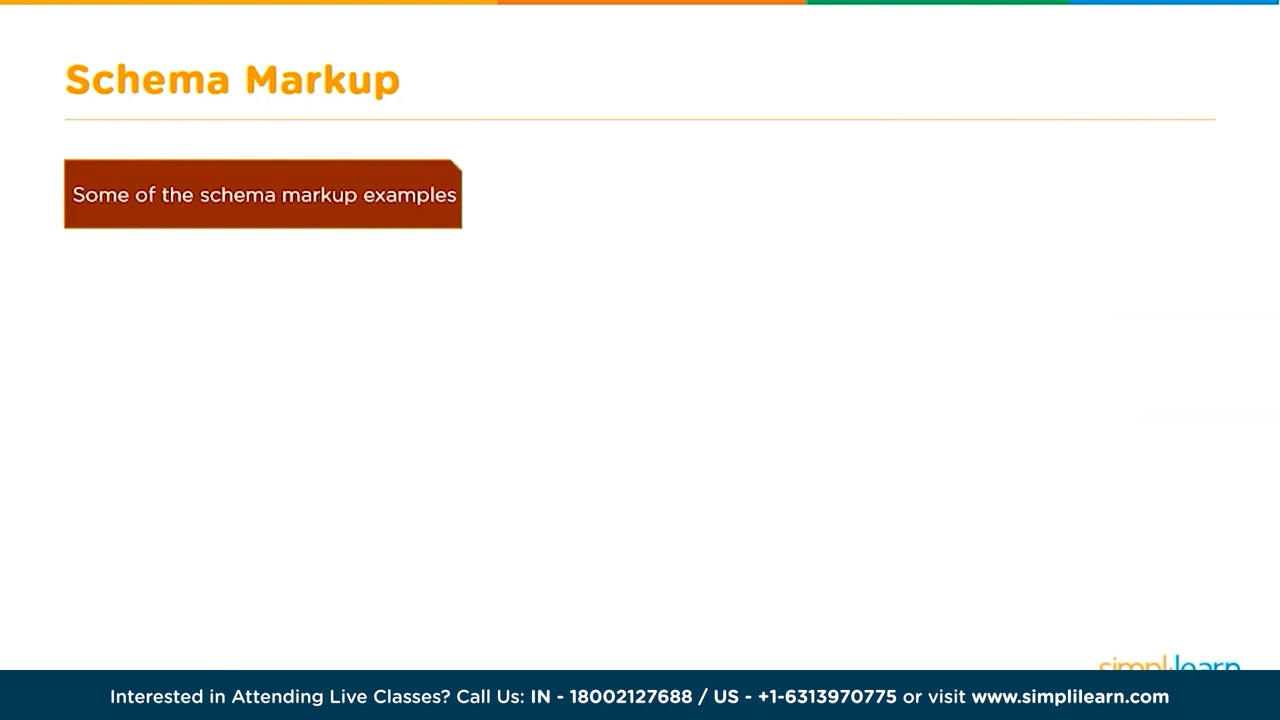 Schema Markup
Some of the schema markup examples
simplilearn
Interested in Attending Live Classes? Call Us: IN - 18002127688 / US - +1-6313970775 or visit www.simplilearn.com